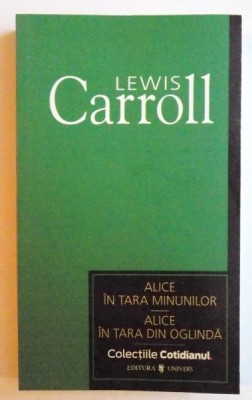 LEWIS
Carroll
ALICE
ÎN ȚARA MINUNILOR
ALICE
ÎN ȚARA DIN OGLINDĂ
Colecțiile Cotidianul.
EDITURA UNIVERS